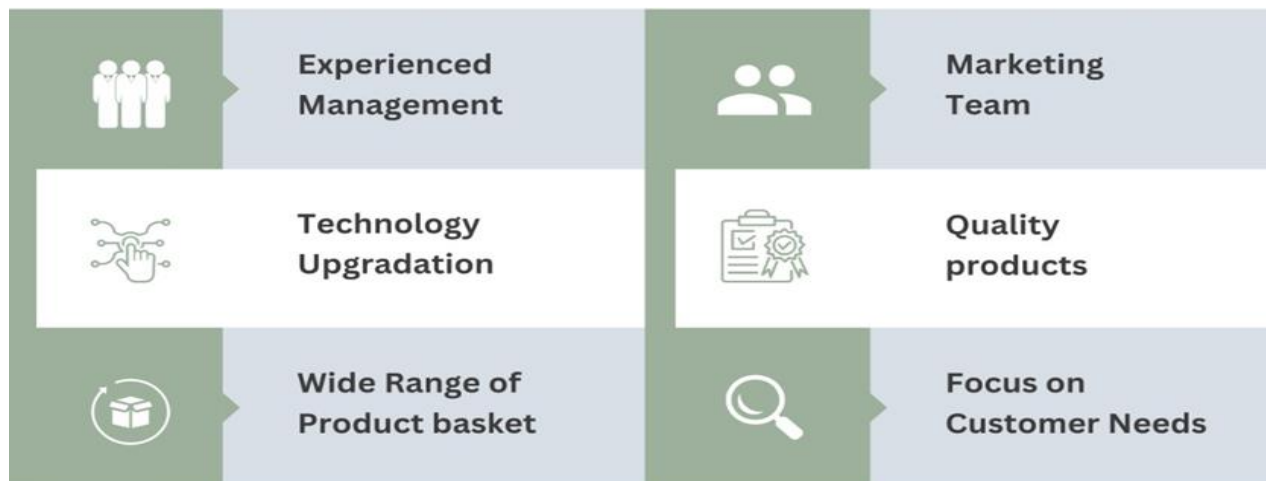 Experienced
Management
Marketing
Team
Technology
Upgradation
Quality
products
Wide Range of
Product basket
Focus on
Customer Needs